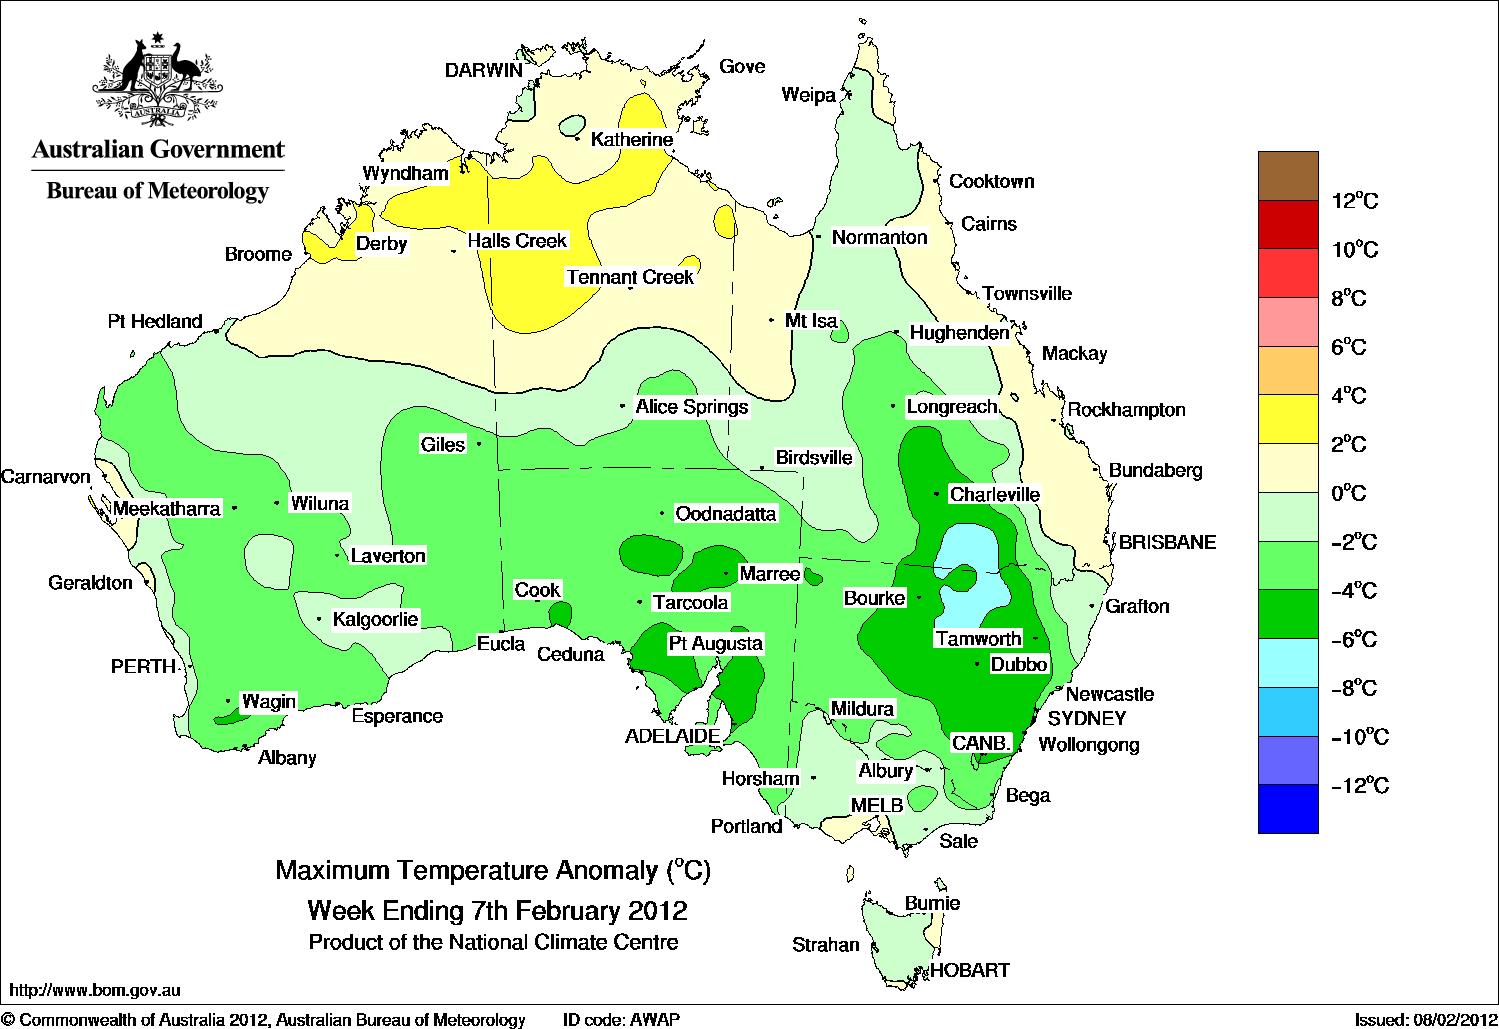 AUSTRALIA
Australian Government
Bureau of Meteorology
DARWIN
Gove
Weipa
Katherine
Wyndham
Cooktown
Cairns
Normanton
Derby
Halls Creek
Broome
Tennant Creek
Townsville
Pt Hedland
Mt Isa
Hughenden
Mackay
Alice Springs
Longreach
Rockhampton
Giles
Birdsville
Bundaberg
Carnarvon
Meekatharra
Wiluna
Charleville
Oodnadatta
BRISBANE
Laverton
Marree
Geraldton
Cook
Tarcoola
Bourke
Grafton
Kalgoorlie
Eucla
Ceduna
Pt Augusta
Tamworth
PERTH
Dubbo
Wagin
Esperance
Newcastle
Mildura
SYDNEY
ADELAIDE
CANB.
Wollongong
Albany
Horsham
Albury
Bega
MELB
Portland
Sale
Burnie
Strahan
HOBART
12°C
10°C
8°C
6°C
4°C
2°C
0°C
-2°C
-4°C
-6°C
-8°C
-10°C
-12°C
Maximum Temperature Anomaly (°C)
Week Ending 7th February 2012
Product of the National Climate Centre
http://www.bom.gov.au
© Commonwealth of Australia 2012, Australian Bureau of Meteorology
ID code: AWAP
Issued: 08/02/2012